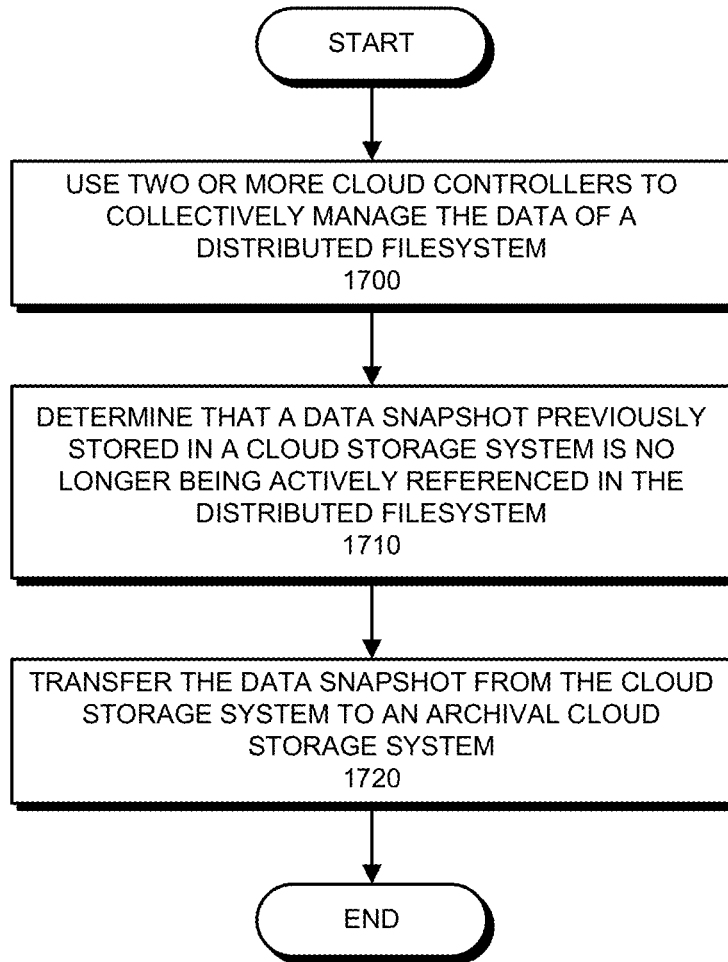 START
USE TWO OR MORE CLOUD CONTROLLERS TO
COLLECTIVELY MANAGE THE DATA OF A
DISTRIBUTED FILESYSTEM
1700
DETERMINE THAT A DATA SNAPSHOT PREVIOUSLY
STORED IN A CLOUD STORAGE SYSTEM IS NO
LONGER BEING ACTIVELY REFERENCED IN THE
DISTRIBUTED FILESYSTEM
1710
TRANSFER THE DATA SNAPSHOT FROM THE CLOUD
STORAGE SYSTEM TO AN ARCHIVAL CLOUD
STORAGE SYSTEM
1720
END